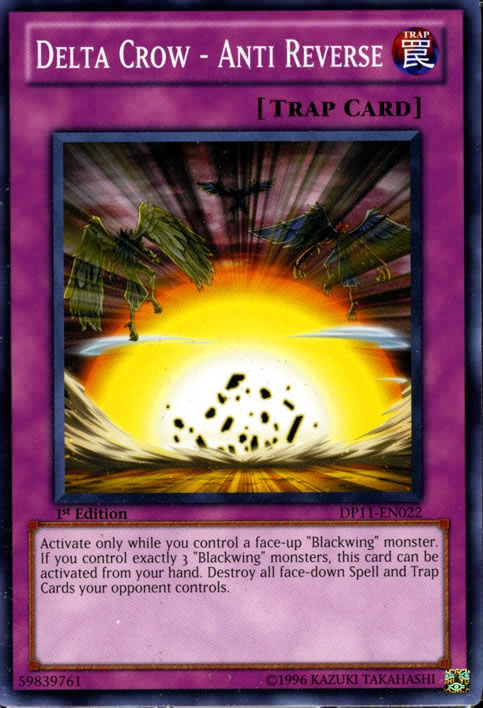 DELTA CROW - ANTI REVERSE
TRAP
罠
[TRAP CARD]
1st Edition
DP11-EN022
Activate only while you control a face-up "Blackwing" monster.
If you control exactly 3 "Blackwing" monsters, this card can be
activated from your hand. Destroy all face-down Spell and Trap
Cards your opponent controls.
59839761
©1996 KAZUKI TAKAHASHI